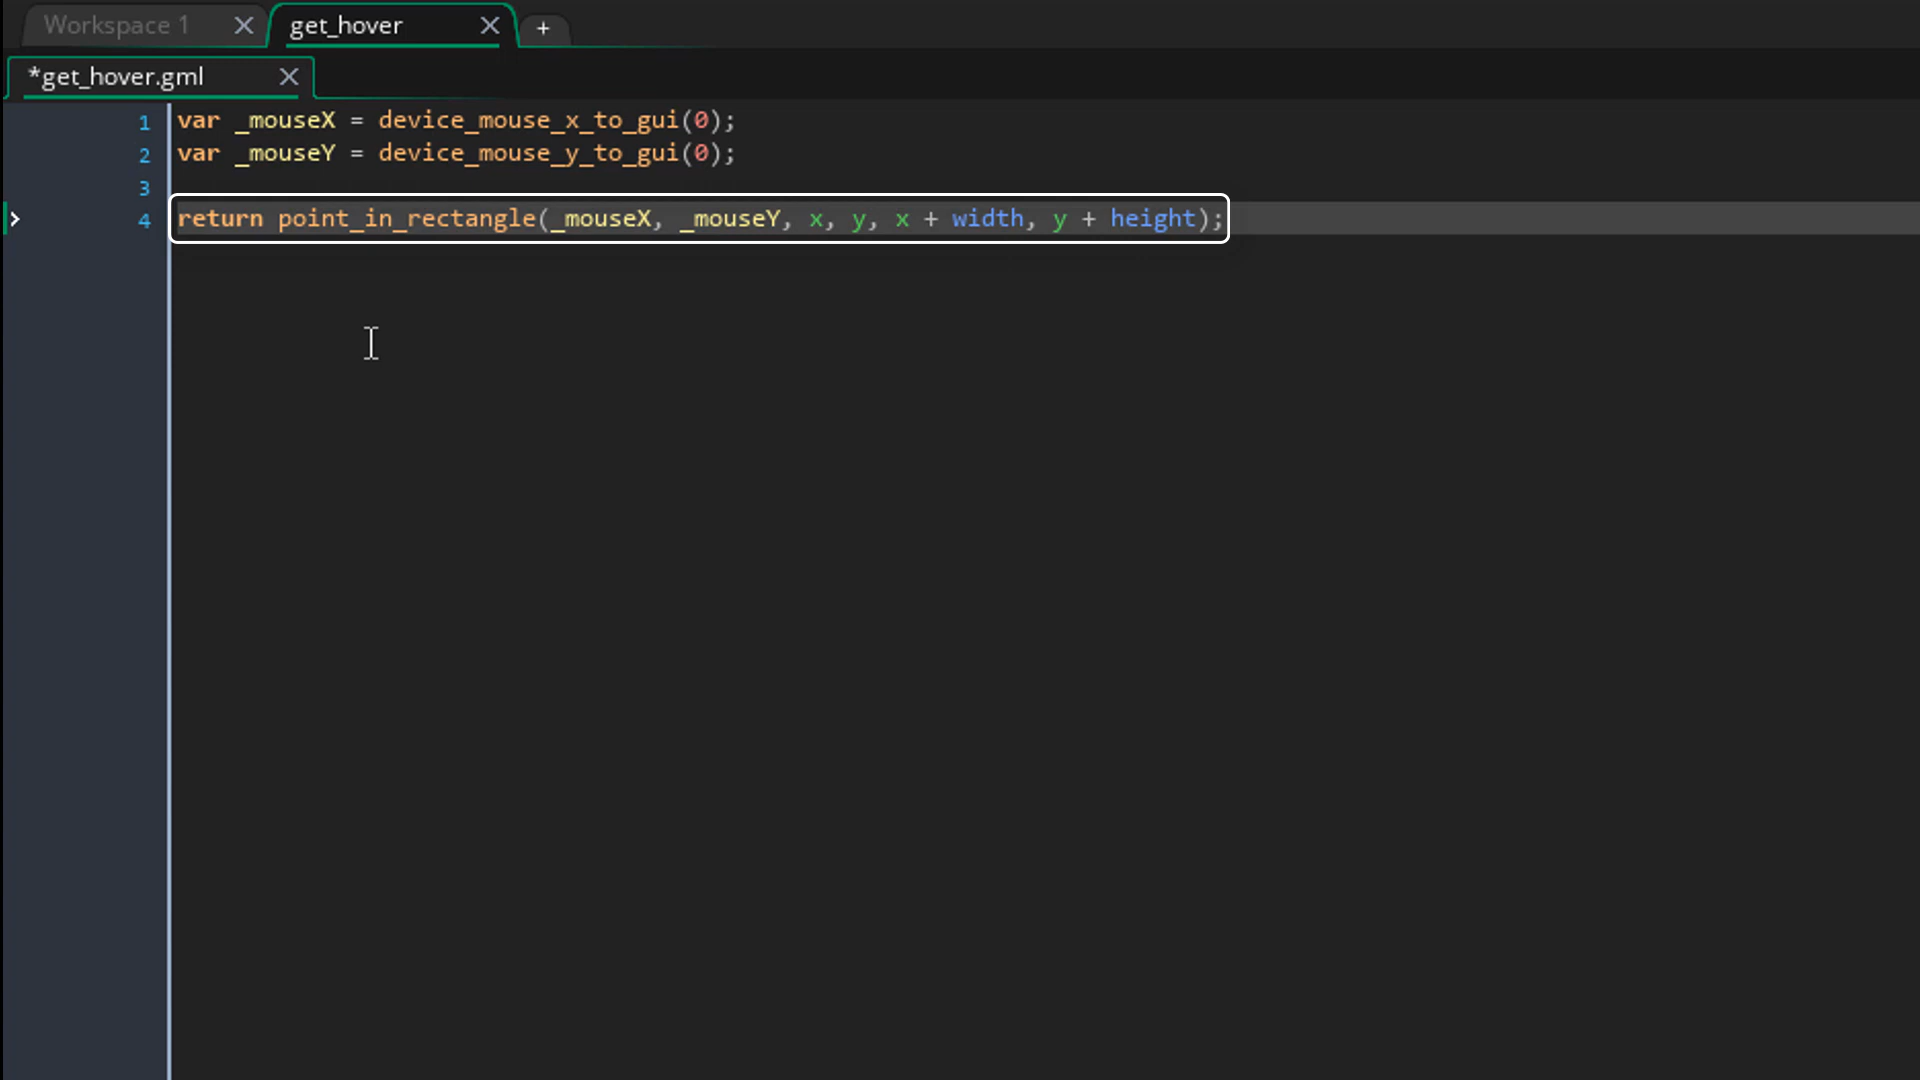 Workspace 1
get_hover
+
*get_hover.gml
1 var _mouseX = device_mouse_x_to_gui(0);
2 var _mouseY = device_mouse_y_to_gui(0);
3
4 return point_in_rectangle(_mouseX, _mouseY, x, y, x + width, y + height);